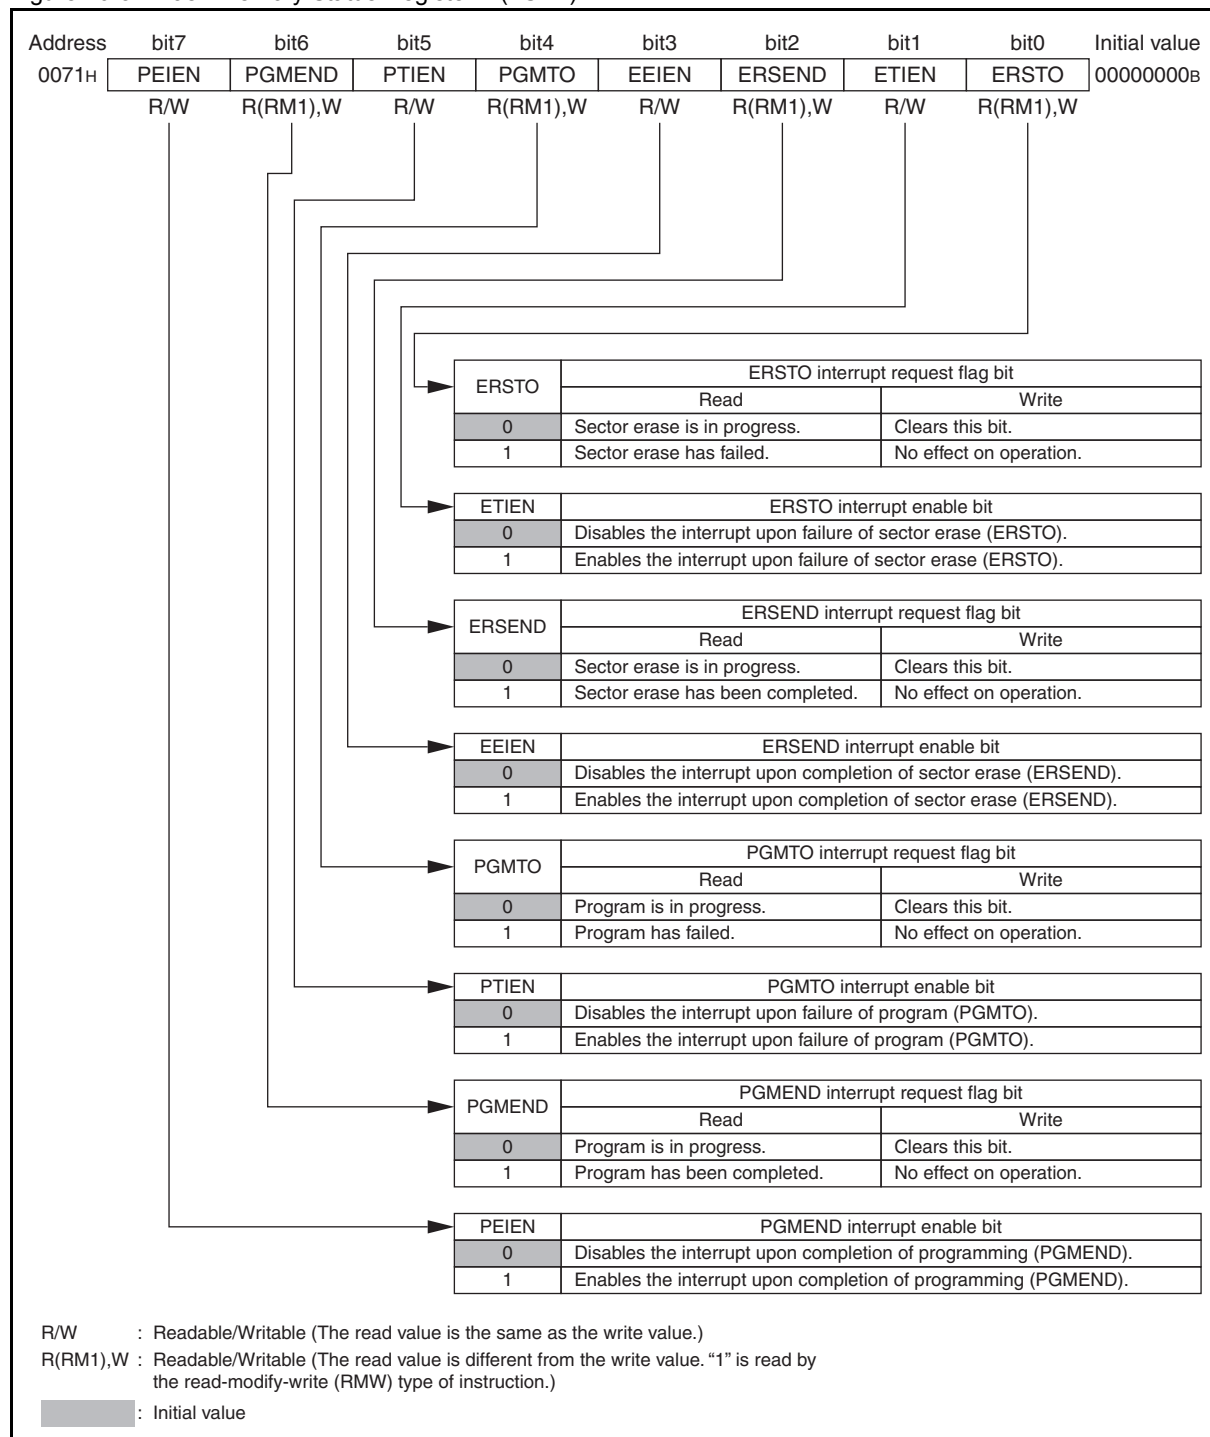 Address bit7 bit6 bit5 bit4 bit3 bit2 bit1 bit0 Initial value
0071H PEIEN PGMEND PTIEN PGMTO EEIEN ERSEND ETIEN ERSTO 00000000B
R/W R(RM1),W R/W R(RM1),W R/W R(RM1),W R/W R(RM1),W
ERSTO ERSTO interrupt request flag bit
Read Write
0 Sector erase is in progress. Clears this bit.
1 Sector erase has failed. No effect on operation.
ETIEN ERSTO interrupt enable bit
0 Disables the interrupt upon failure of sector erase (ERSTO).
1 Enables the interrupt upon failure of sector erase (ERSTO).
ERSEND ERSEND interrupt request flag bit
Read Write
0 Sector erase is in progress. Clears this bit.
1 Sector erase has been completed. No effect on operation.
EEIEN ERSEND interrupt enable bit
0 Disables the interrupt upon completion of sector erase (ERSEND).
1 Enables the interrupt upon completion of sector erase (ERSEND).
PGMTO PGMTO interrupt request flag bit
Read Write
0 Program is in progress. Clears this bit.
1 Program has failed. No effect on operation.
PTIEN PGMTO interrupt enable bit
0 Disables the interrupt upon failure of program (PGMTO).
1 Enables the interrupt upon failure of program (PGMTO).
PGMEND PGMEND interrupt request flag bit
Read Write
0 Program is in progress. Clears this bit.
1 Program has been completed. No effect on operation.
PEIEN PGMEND interrupt enable bit
0 Disables the interrupt upon completion of programming (PGMEND).
1 Enables the interrupt upon completion of programming (PGMEND).
R/W : Readable/Writable (The read value is the same as the write value.)
R(RM1),W : Readable/Writable (The read value is different from the write value. “1” is read by
the read-modify-write (RMW) type of instruction.)
: Initial value